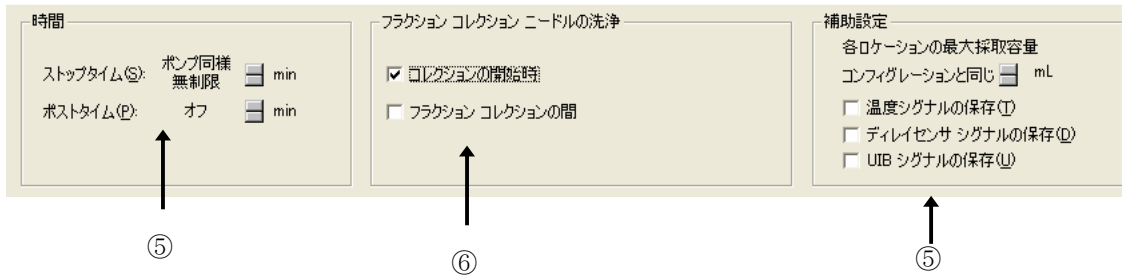 時間
ストップタイム(S): ポンプ同様 無制限 min
ポストタイム(P): オフ min
フラクション コレクション ニードルの洗浄
コレクションの開始時
フラクション コレクションの間
補助設定
各ロケーションの最大採取容量
コンフィグレーションと同じ mL
温度シグナルの保存(T)
ディレイセンサ シグナルの保存(D)
UIB シグナルの保存(U)
⑤
⑥
⑤